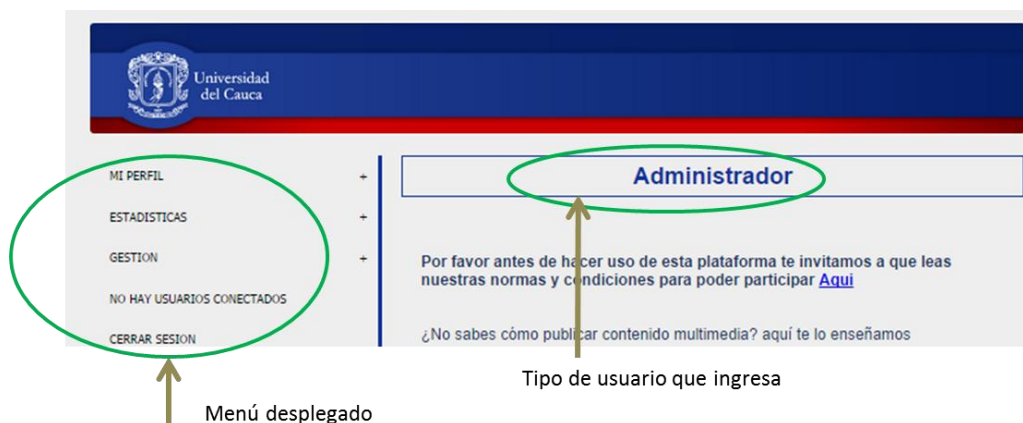 Universidad
del Cauca
MI PERFIL +
ESTADISTICAS +
GESTION +
NO HAY USUARIOS CONECTADOS
CERRAR SESION
Administrador
Por favor antes de hacer uso de esta plataforma te invitamos a que leas
nuestras normas y condiciones para poder participar Aqui
¿No sabes cómo publicar contenido multimedia? aquí te lo enseñamos
Tipo de usuario que ingresa
Menú desplegado